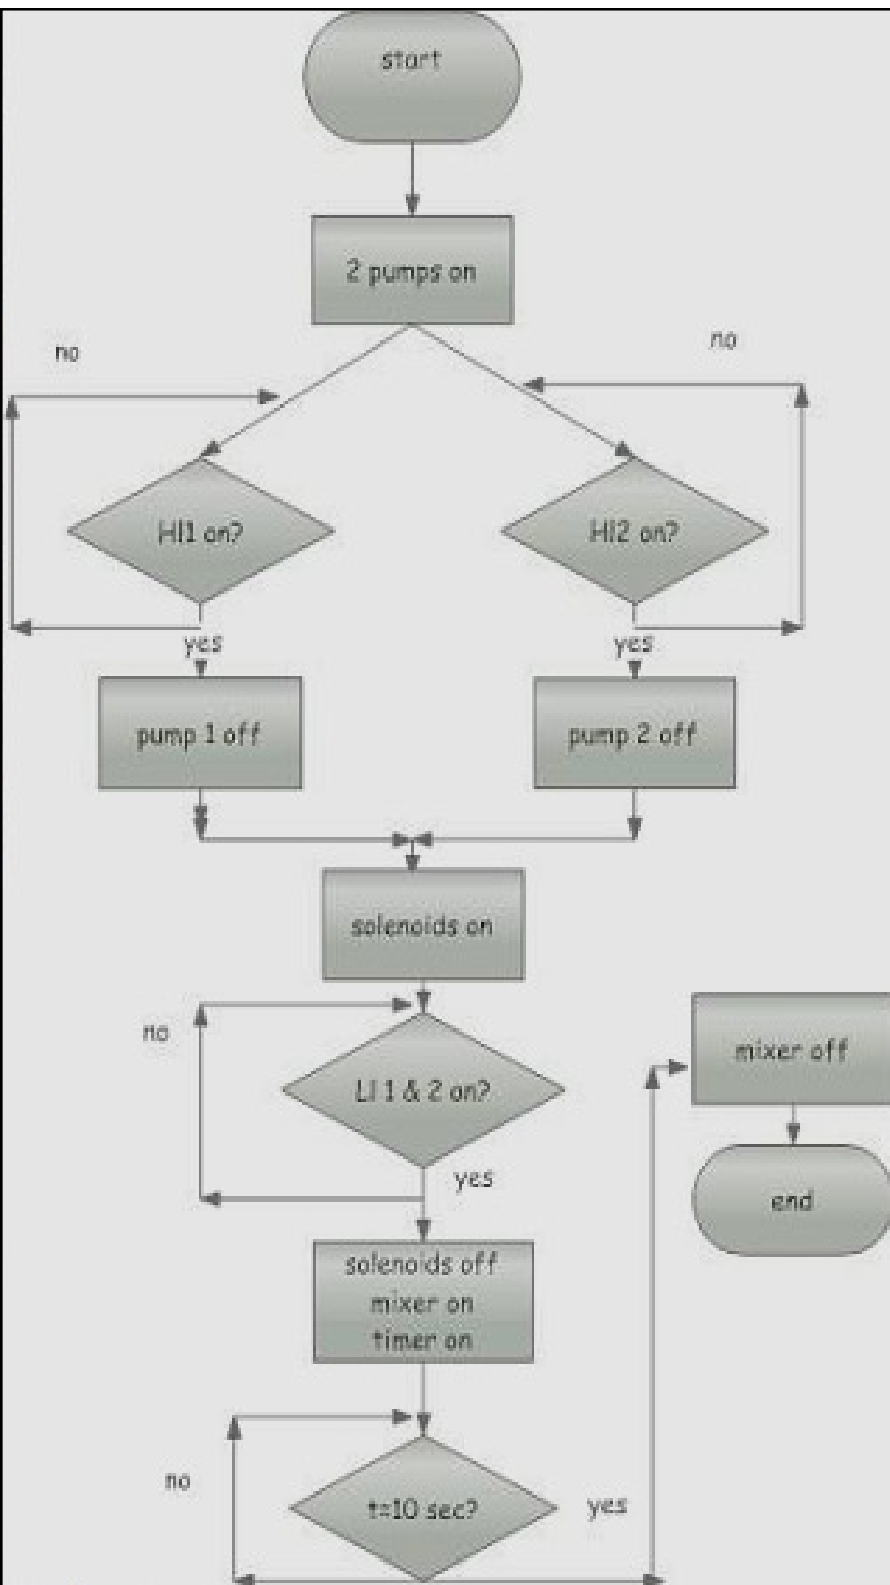 start
2 pumps on
no
no
HI1 on?
HI2 on?
yes
yes
pump 1 off
pump 2 off
solenoids on
no
LI 1 & 2 on?
yes
mixer off
end
solenoids off
mixer on
timer on
no
t=10 sec?
yes